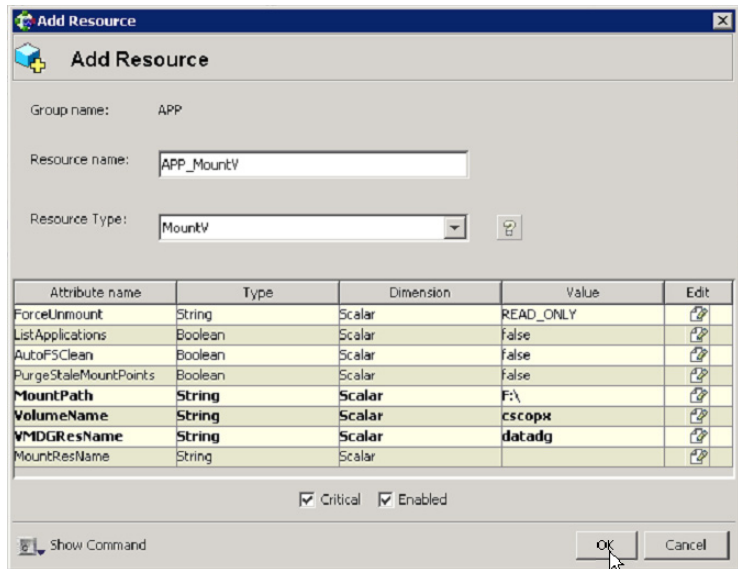 Add Resource
Add Resource
Group name: APP
Resource name: APP_MountV
Resource Type: MountV
Attribute name Type Dimension Value Edit
ForceUnmount String Scalar READ_ONLY
ListApplications Boolean Scalar false
AutoFSClean Boolean Scalar false
PurgeStaleMountPoints Boolean Scalar false
MountPath String Scalar F:\
VolumeName String Scalar cscopx
VMDGResName String Scalar datadg
MountResName String Scalar
Critical Enabled
Show Command OK Cancel